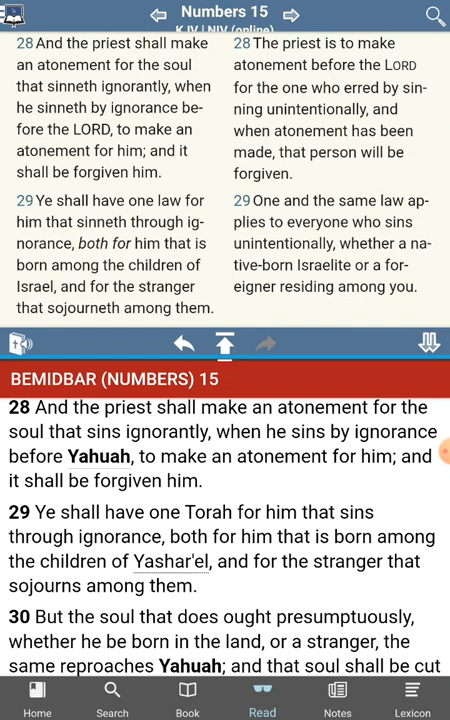 Numbers 15
KJV | NIV (online)
28 And the priest shall make
an atonement for the soul
that sinneth ignorantly, when
he sinneth by ignorance be-
fore the LORD, to make an
atonement for him; and it
shall be forgiven him.
29 Ye shall have one law for
him that sinneth through ig-
norance, both for him that is
born among the children of
Israel, and for the stranger
that sojourneth among them.
28 The priest is to make
atonement before the LORD
for the one who erred by sin-
ning unintentionally, and
when atonement has been
made, that person will be
forgiven.
29 One and the same law ap-
plies to everyone who sins
unintentionally, whether a na-
tive-born Israelite or a for-
eigner residing among you.
BEMIDBAR (NUMBERS) 15
28 And the priest shall make an atonement for the
soul that sins ignorantly, when he sins by ignorance
before Yahuah, to make an atonement for him; and
it shall be forgiven him.
29 Ye shall have one Torah for him that sins
through ignorance, both for him that is born among
the children of Yashar'el, and for the stranger that
sojourns among them.
30 But the soul that does ought presumptuously,
whether he be born in the land, or a stranger, the
same reproaches Yahuah; and that soul shall be cut
Home
Search
Book
Read
Notes
Lexicon